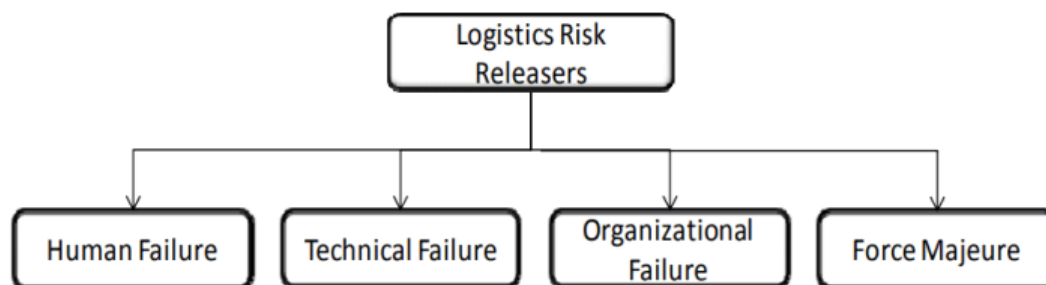 Logistics Risk
Releasers
Human Failure
Technical Failure
Organizational
Failure
Force Majeure